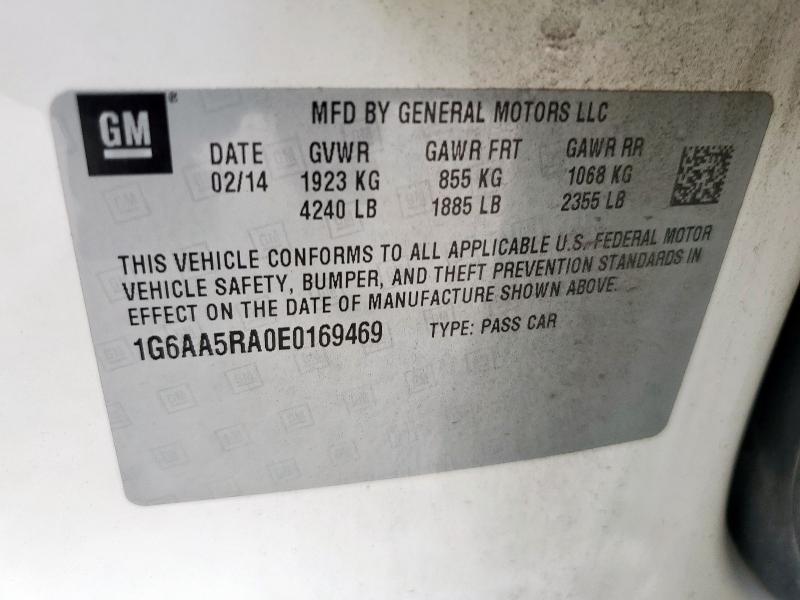 GM®
MFD BY GENERAL MOTORS LLC
DATE GVWR GAWR FRT GAWR RR
02/14 1923 KG 855 KG 1068 KG
4240 LB 1885 LB 2355 LB
THIS VEHICLE CONFORMS TO ALL APPLICABLE U.S. FEDERAL MOTOR
VEHICLE SAFETY, BUMPER, AND THEFT PREVENTION STANDARDS IN
EFFECT ON THE DATE OF MANUFACTURE SHOWN ABOVE.
1G6AA5RA0E0169469 TYPE: PASS CAR